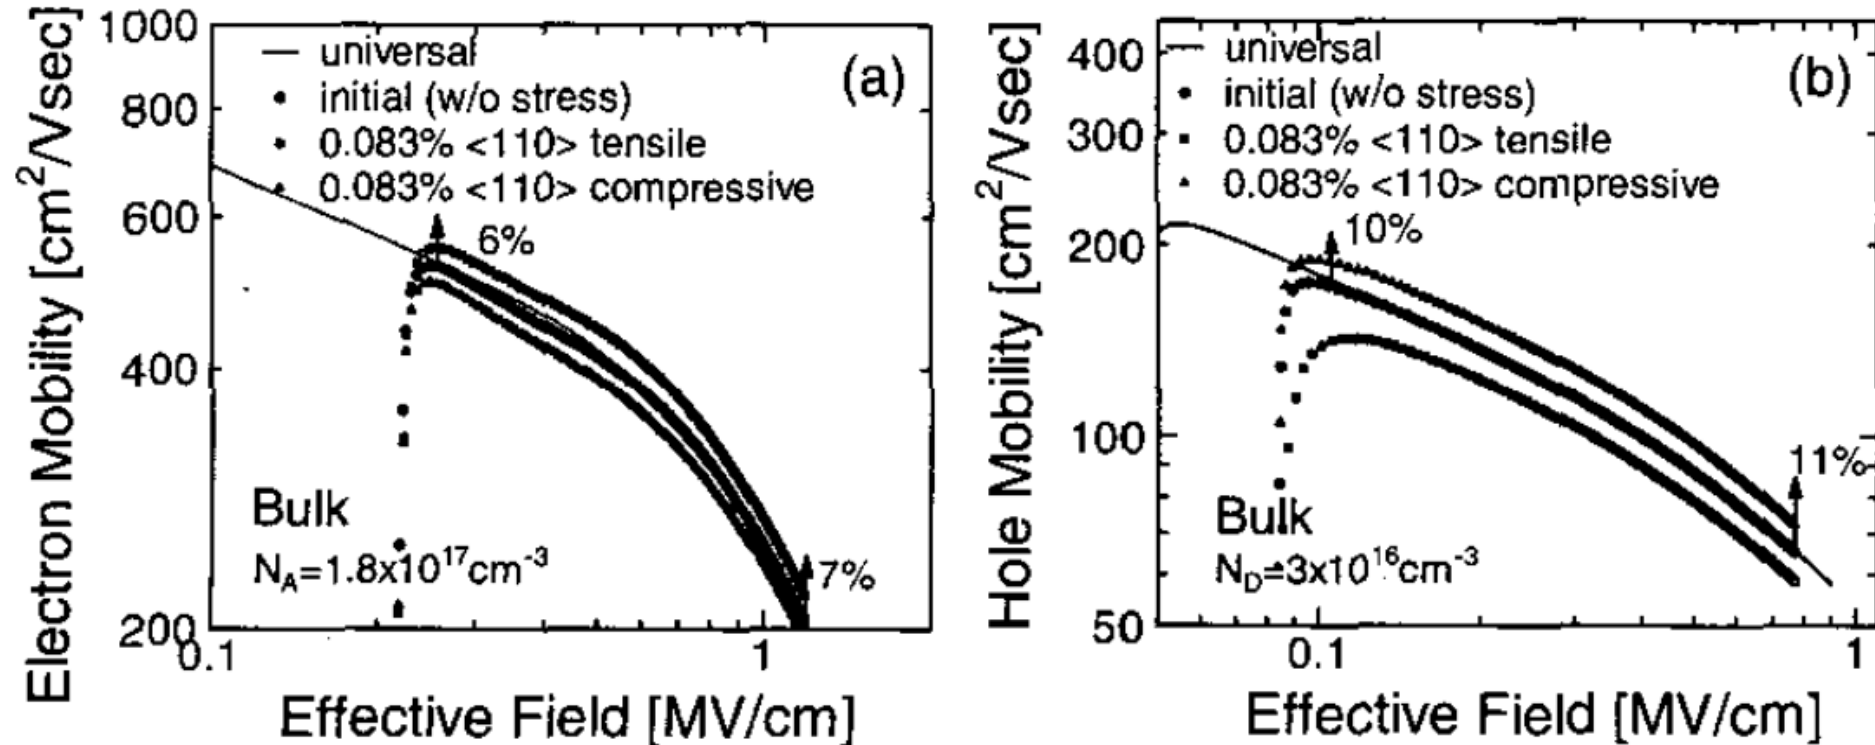 Electron Mobility [cm²/Vsec]
1000
800
600
400
200
0.1
1
Effective Field [MV/cm]
(a)
universal
initial (w/o stress)
0.083% <110> tensile
0.083% <110> compressive
6%
7%
Bulk
N_A=1.8x10¹⁷cm⁻³
Hole Mobility [cm²/Vsec]
400
300
200
100
50
0.1
1
Effective Field [MV/cm]
(b)
universal
initial (w/o stress)
0.083% <110> tensile
0.083% <110> compressive
10%
11%
Bulk
N_D=3x10¹⁶cm⁻³